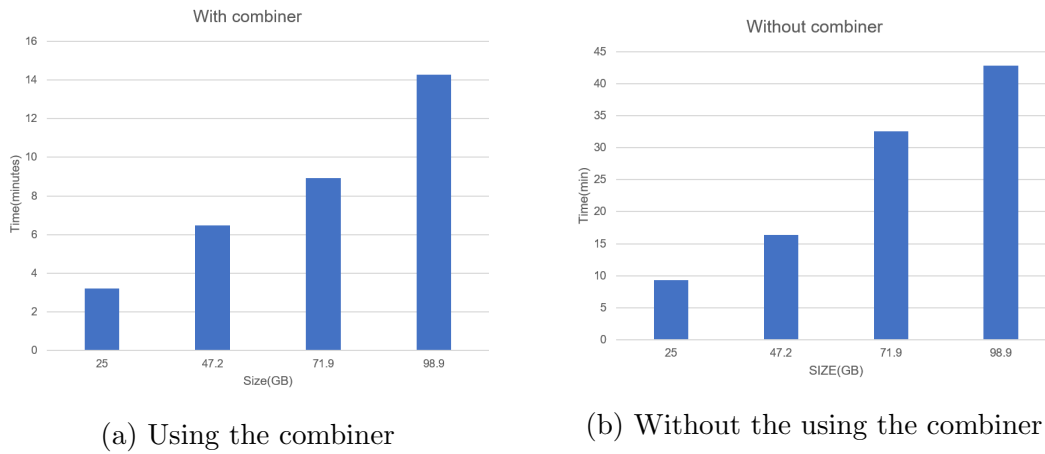 With combiner
16
14
12
10
8
6
4
2
0
Time(minutes)
25 47.2 71.9 98.9
Size(GB)
(a) Using the combiner
Without combiner
45
40
35
30
25
20
15
10
5
0
Time(min)
25 47.2 71.9 98.9
SIZE(GB)
(b) Without the using the combiner